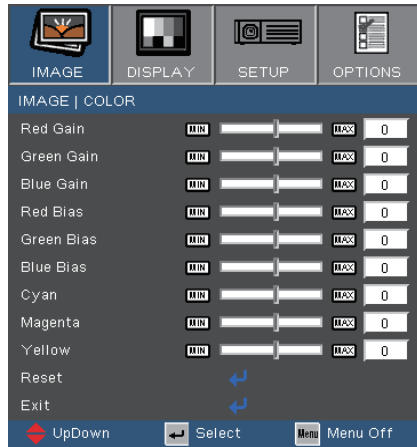 IMAGE DISPLAY SETUP OPTIONS
IMAGE | COLOR
Red Gain MIN MAX 0
Green Gain MIN MAX 0
Blue Gain MIN MAX 0
Red Bias MIN MAX 0
Green Bias MIN MAX 0
Blue Bias MIN MAX 0
Cyan MIN MAX 0
Magenta MIN MAX 0
Yellow MIN MAX 0
Reset
Exit
UpDown Select Menu Menu Off